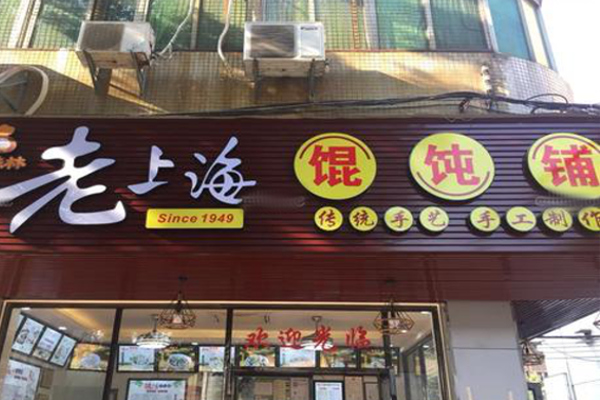 老上海 馄饨铺
Since 1949
传统手艺 手工制作
欢迎光临